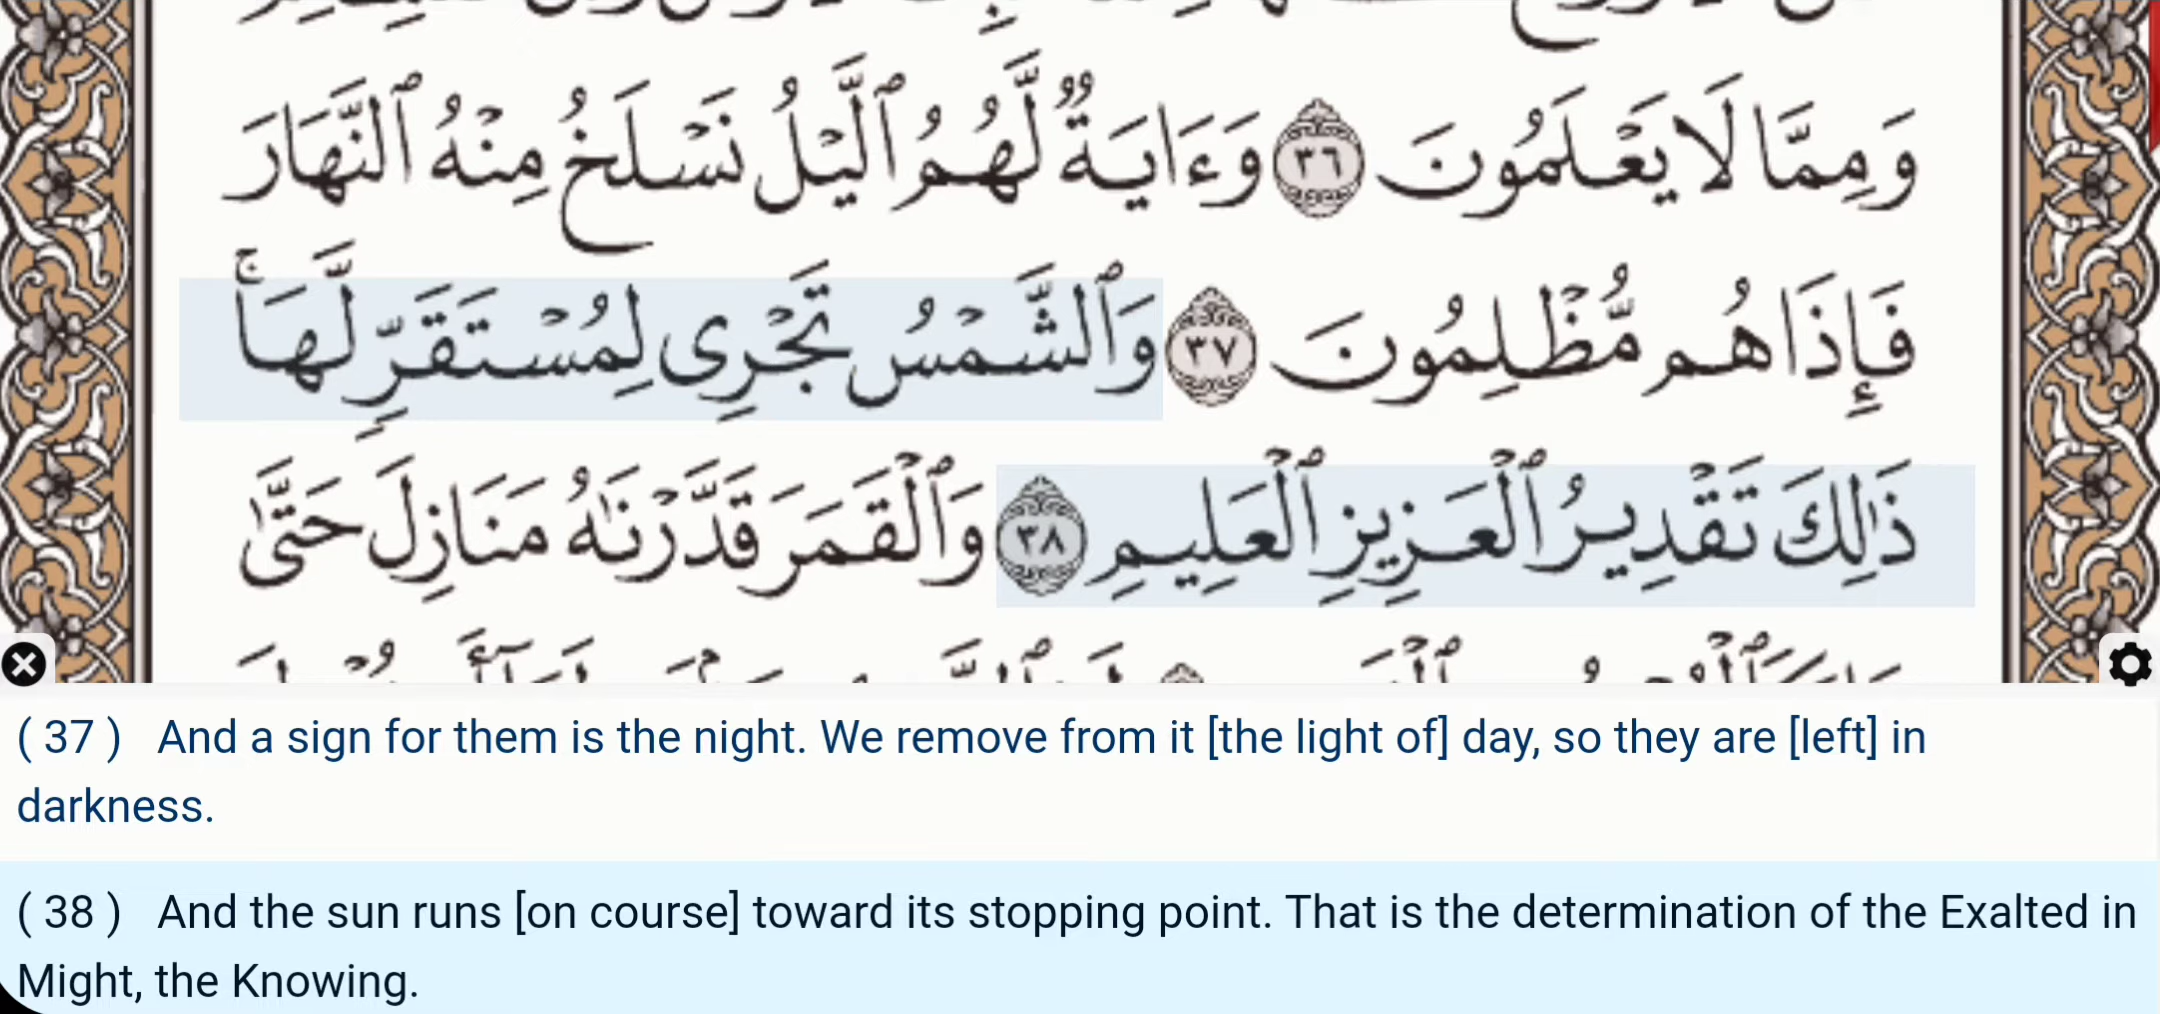 وَمِمَّا لَا يَعْلَمُونَ ٣٦ وَءَايَةٌ لَّهُمُ ٱلَّيْلُ نَسْلَخُ مِنْهُ ٱلنَّهَارَ
فَإِذَا هُم مُّظْلِمُونَ ٣٧ وَٱلشَّمْسُ تَجْرِى لِمُسْتَقَرٍّ لَّهَا ۚ
ذَٰلِكَ تَقْدِيرُ ٱلْعَزِيزِ ٱلْعَلِيمِ ٣٨ وَٱلْقَمَرَ قَدَّرْنَٰهُ مَنَازِلَ حَتَّىٰ
( 37 ) And a sign for them is the night. We remove from it [the light of] day, so they are [left] in
darkness.
( 38 ) And the sun runs [on course] toward its stopping point. That is the determination of the Exalted in
Might, the Knowing.